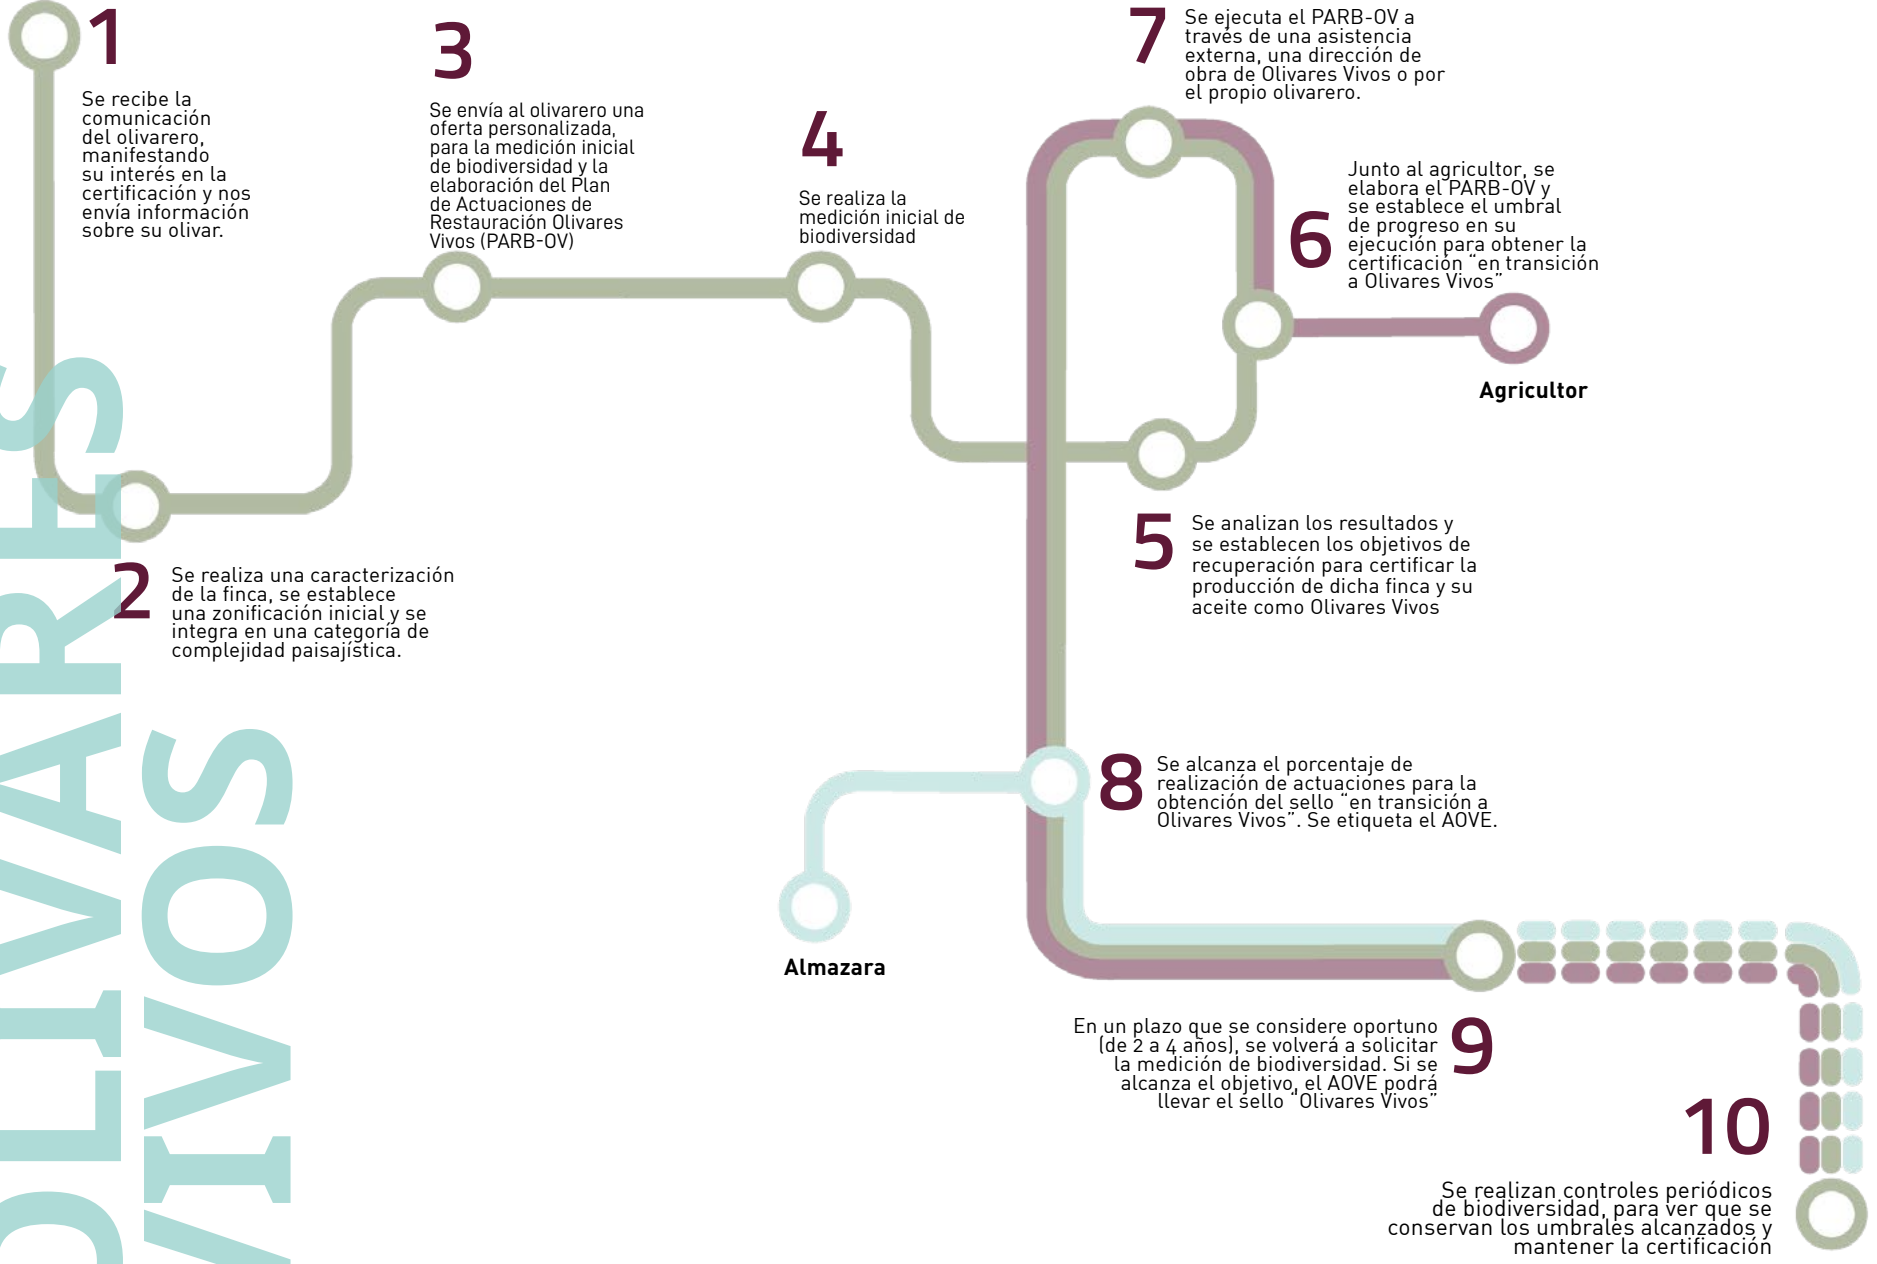 1
Se recibe la
comunicación
del olivarero,
manifestando
su interés en la
certificación y nos
envía información
sobre su olivar.
2
Se realiza una caracterización
de la finca, se establece
una zonificación inicial y se
integra en una categoría de
complejidad paisajística.
3
Se envía al olivarero una
oferta personalizada,
para la medición inicial
de biodiversidad y la
elaboración del Plan
de Actuaciones de
Restauración Olivares
Vivos (PARB-OV)
4
Se realiza la
medición inicial de
biodiversidad
5
Se analizan los resultados y
se establecen los objetivos de
recuperación para certificar la
producción de dicha finca y su
aceite como Olivares Vivos
6
Junto al agricultor, se
elabora el PARB-OV y
se establece el umbral
de progreso en su
ejecución para obtener la
certificación “en transición
a Olivares Vivos”
Agricultor
7
Se ejecuta el PARB-OV a
través de una asistencia
externa, una dirección de
obra de Olivares Vivos o por
el propio olivarero.
8
Se alcanza el porcentaje de
realización de actuaciones para la
obtención del sello “en transición a
Olivares Vivos”. Se etiqueta el AOVE.
Almazara
9
En un plazo que se considere oportuno
(de 2 a 4 años), se volverá a solicitar
la medición de biodiversidad. Si se
alcanza el objetivo, el AOVE podrá
llevar el sello “Olivares Vivos”
10
Se realizan controles periódicos
de biodiversidad, para ver que se
conservan los umbrales alcanzados y
mantener la certificación
OLIVARES
VIVOS